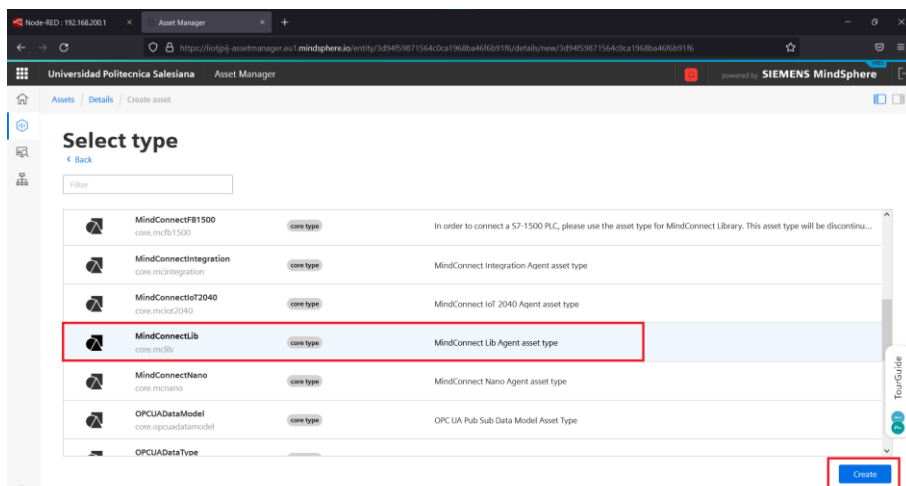 Node-RED : 192.168.200.1
Asset Manager
https://iiotjpij-assetmanager.eu1.mindsphere.io/entity/3d94f59871564c0ca1968ba46f6b91f6/details/new/3d94f59871564c0ca1968ba46f6b91f6
Universidad Politecnica Salesiana Asset Manager
powered by SIEMENS MindSphere
FREE
Assets / Details / Create asset
Select type
Back
Filter
MindConnectFB1500
core.mcfb1500
core type
In order to connect a S7-1500 PLC, please use the asset type for MindConnect Library. This asset type will be discontinu...
MindConnectIntegration
core.mcintegration
core type
MindConnect Integration Agent asset type
MindConnectIoT2040
core.mciot2040
core type
MindConnect IoT 2040 Agent asset type
MindConnectLib
core.mclib
core type
MindConnect Lib Agent asset type
MindConnectNano
core.mcnano
core type
MindConnect Nano Agent asset type
OPCUADataModel
core.opcuadatamodel
core type
OPC UA Pub Sub Data Model Asset Type
OPCUADataType
TourGuide
Create